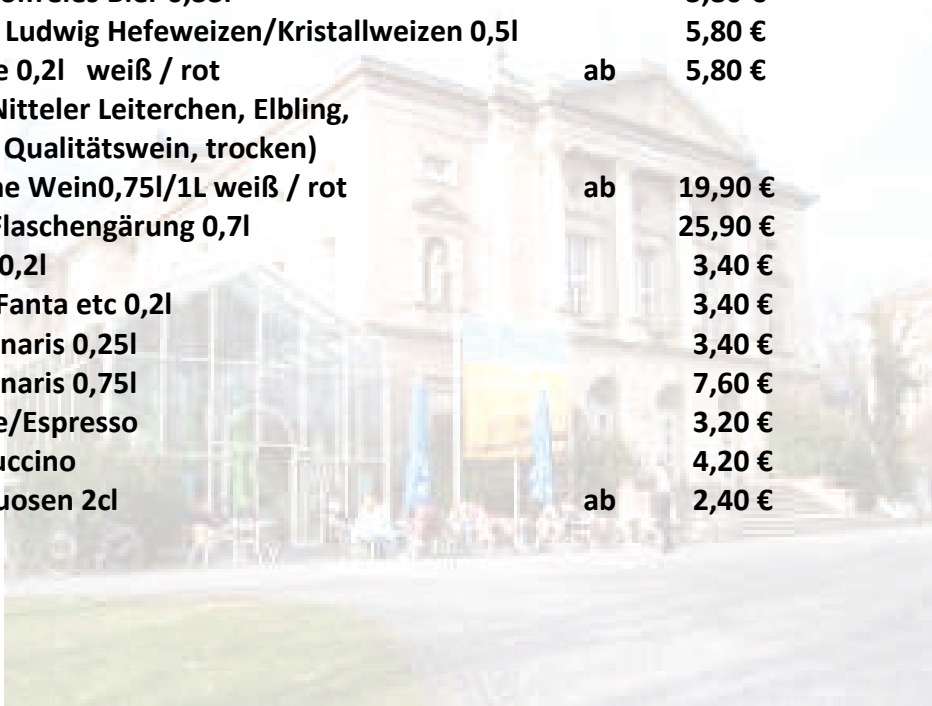 Ludwig Hefeweizen/Kristallweizen 0,5l 5,80 €
0,2l weiß / rot ab 5,80 €
Nitteler Leiterchen, Elbling,
Qualitätswein, trocken)
Wein0,75l/1L weiß / rot ab 19,90 €
Flaschengärung 0,7l 25,90 €
0,2l 3,40 €
Fanta etc 0,2l 3,40 €
naris 0,25l 3,40 €
naris 0,75l 7,60 €
e/Espresso 3,20 €
uccino 4,20 €
uosen 2cl ab 2,40 €